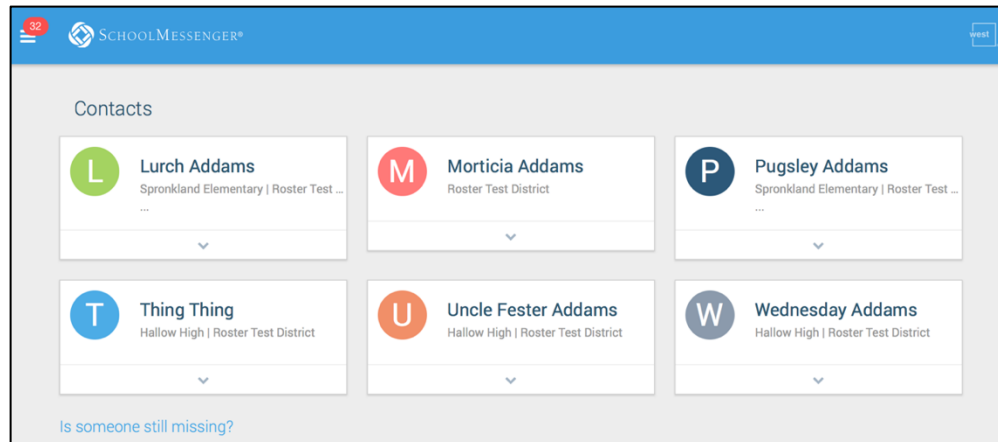 32
SCHOOLMESSENGER®
west
Contacts
L
Lurch Addams
Spronkland Elementary | Roster Test ...
...
M
Morticia Addams
Roster Test District
P
Pugsley Addams
Spronkland Elementary | Roster Test ...
...
T
Thing Thing
Hallow High | Roster Test District
U
Uncle Fester Addams
Hallow High | Roster Test District
W
Wednesday Addams
Hallow High | Roster Test District
Is someone still missing?